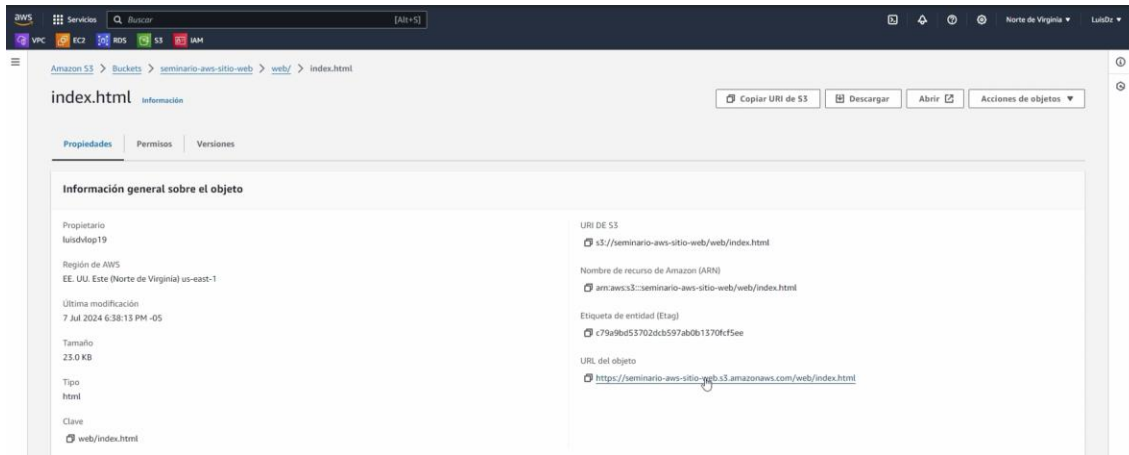 aws Servicios Buscar [Alt+S] Norte de Virginia LuisDz
VPC EC2 RDS S3 IAM
Amazon S3 > Buckets > seminario-aws-sitio-web > web/ > index.html
index.html Información
Copiar URI de S3 Descargar Abrir Acciones de objetos
Propiedades Permisos Versiones
Información general sobre el objeto
Propietario
luisdvlop19
Región de AWS
EE. UU. Este (Norte de Virginia) us-east-1
Última modificación
7 Jul 2024 6:38:13 PM -05
Tamaño
23.0 KB
Tipo
html
Clave
web/index.html
URI DE S3
s3://seminario-aws-sitio-web/web/index.html
Nombre de recurso de Amazon (ARN)
arn:aws:s3:::seminario-aws-sitio-web/web/index.html
Etiqueta de entidad (Etag)
c79a9bd53702dcb597ab0b1370fcf5ee
URL del objeto
https://seminario-aws-sitio-web.s3.amazonaws.com/web/index.html